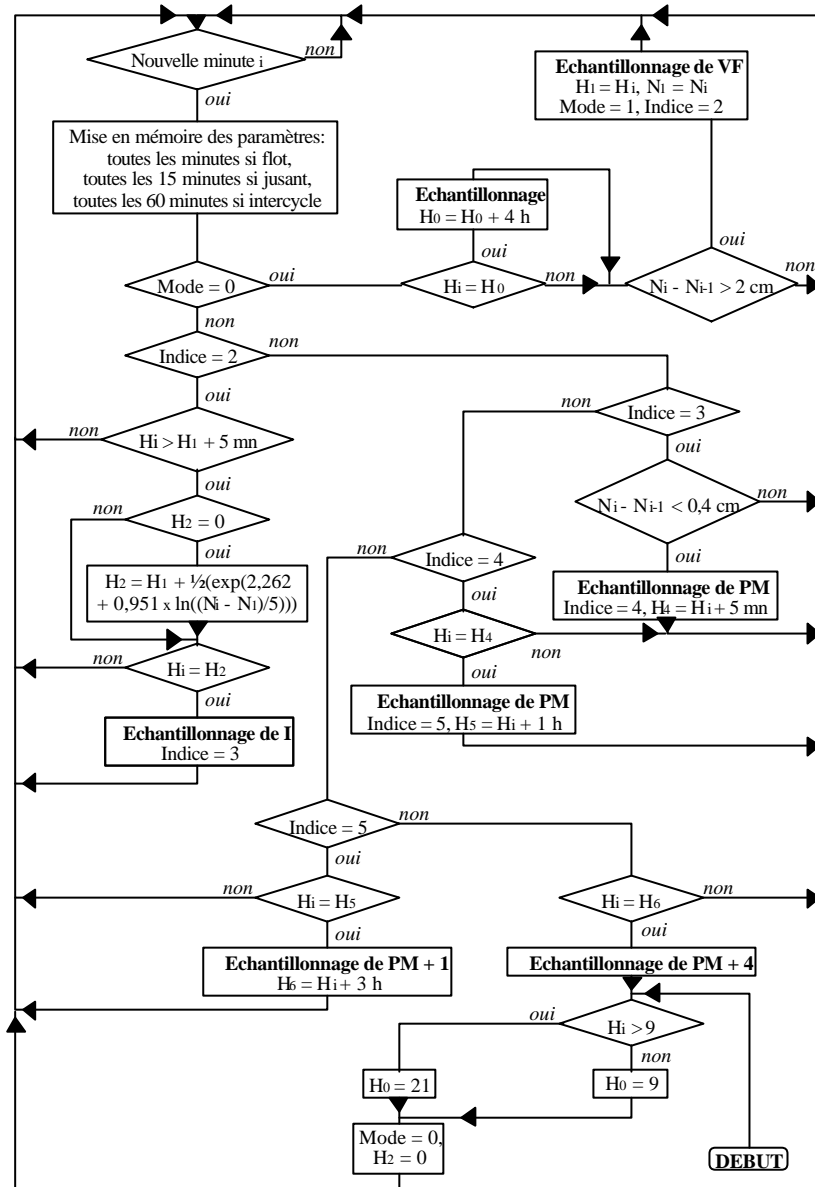 Nouvelle minute i
non
oui
Mise en mémoire des paramètres:
toutes les minutes si flot,
toutes les 15 minutes si jusant,
toutes les 60 minutes si intercycle
Echantillonnage de VF
H1 = Hi, N1 = Ni
Mode = 1, Indice = 2
Echantillonnage
H0 = H0 + 4 h
oui
oui
Mode = 0
oui
Hi = H0
non
Ni - Ni-1 > 2 cm
non
non
Indice = 2
non
oui
Hi > H1 + 5 mn
non
oui
H2 = 0
non
oui
H2 = H1 + ½(exp(2,262
+ 0,951 x ln((Ni - N1)/5)))
Hi = H2
non
oui
Echantillonnage de I
Indice = 3
Indice = 3
non
oui
Ni - Ni-1 < 0,4 cm
non
oui
Echantillonnage de PM
Indice = 4, H4 = Hi + 5 mn
Indice = 4
non
oui
Hi = H4
non
oui
Echantillonnage de PM
Indice = 5, H5 = Hi + 1 h
Indice = 5
non
oui
Hi = H5
non
oui
Echantillonnage de PM + 1
H6 = Hi + 3 h
Hi = H6
non
oui
Echantillonnage de PM + 4
Hi > 9
oui
non
H0 = 21
H0 = 9
Mode = 0,
H2 = 0
DEBUT